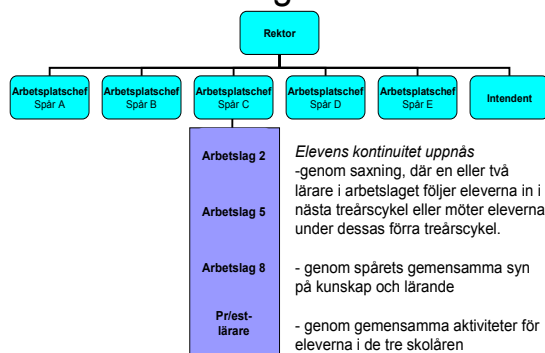 Rektor
Arbetsplatschef
Spår A
Arbetsplatschef
Spår B
Arbetsplatschef
Spår C
Arbetsplatschef
Spår D
Arbetsplatschef
Spår E
Intendent
Arbetslag 2
Arbetslag 5
Arbetslag 8
Pr/est-
lärare
Elevens kontinuitet uppnås
-genom saxning, där en eller två
lärare i arbetslaget följer eleverna in i
nästa treårscykel eller möter eleverna
under dessas förra treårscykel.
- genom spårets gemensamma syn
på kunskap och lärande
- genom gemensamma aktiviteter för
eleverna i de tre skolåren